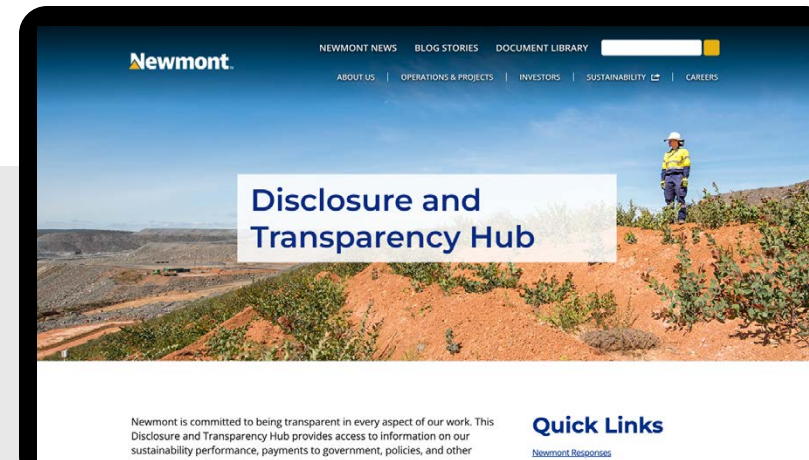 Newmont
NEWMONT NEWS BLOG STORIES DOCUMENT LIBRARY
ABOUT US | OPERATIONS & PROJECTS | INVESTORS | SUSTAINABILITY | CAREERS
Disclosure and
Transparency Hub
Newmont is committed to being transparent in every aspect of our work. This
Disclosure and Transparency Hub provides access to information on our
sustainability performance, payments to government, policies, and other
Quick Links
Newmont Responses